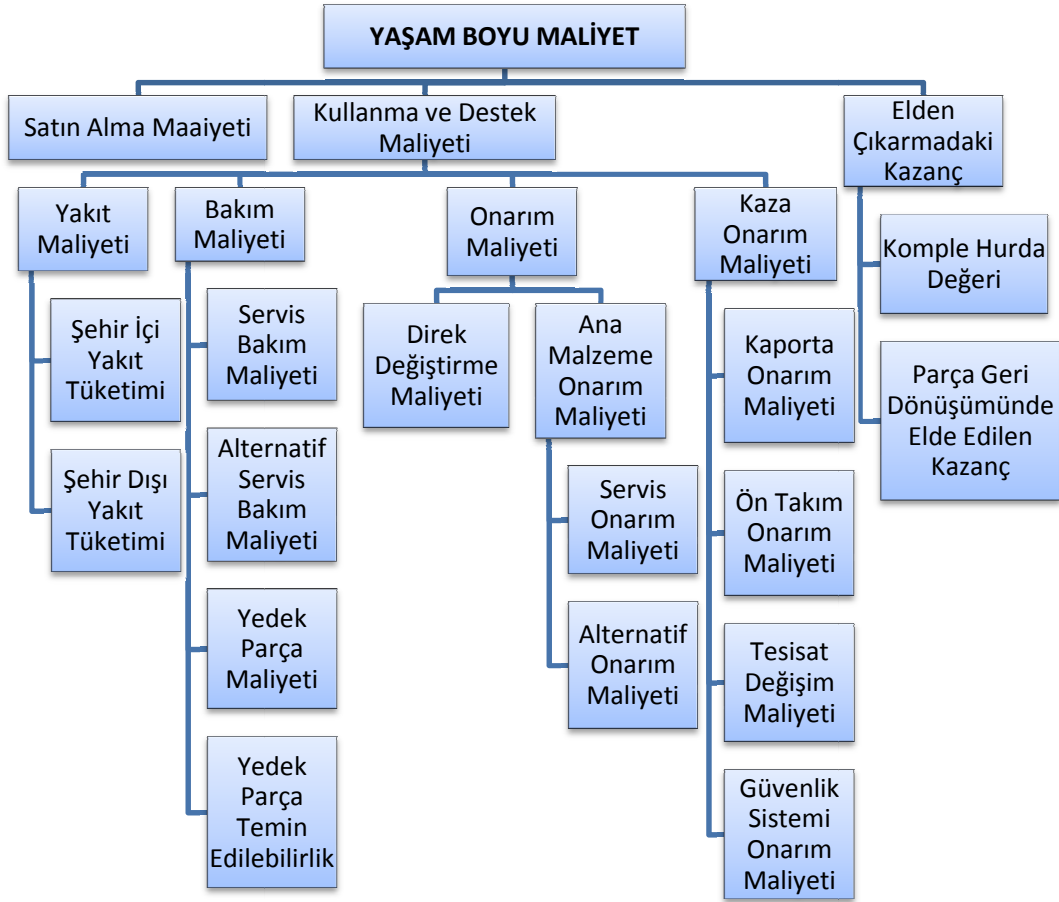 YAŞAM BOYU MALİYET
Satın Alma Maaiyeti
Kullanma ve Destek
Maliyeti
Elden
Çıkarmadaki
Kazanç
Yakıt
Maliyeti
Şehir İçi
Yakıt
Tüketimi
Şehir Dışı
Yakıt
Tüketimi
Bakım
Maliyeti
Servis
Bakım
Maliyeti
Alternatif
Servis
Bakım
Maliyeti
Yedek
Parça
Maliyeti
Yedek
Parça
Temin
Edilebilirlik
Onarım
Maliyeti
Direk
Değiştirme
Maliyeti
Ana
Malzeme
Onarım
Maliyeti
Servis
Onarım
Maliyeti
Alternatif
Onarım
Maliyeti
Kaza
Onarım
Maliyeti
Kaporta
Onarım
Maliyeti
Ön Takım
Onarım
Maliyeti
Tesisat
Değişim
Maliyeti
Güvenlik
Sistemi
Onarım
Maliyeti
Komple Hurda
Değeri
Parça Geri
Dönüşümünde
Elde Edilen
Kazanç